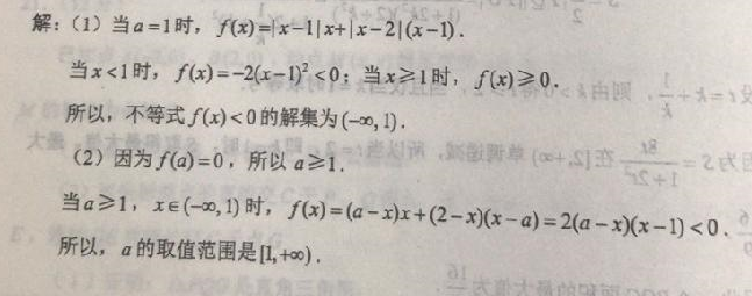 解：（1）当a=1时，f(x)=|x−1|x+|x−2|(x−1).
当x<1时，f(x)=−2(x−1)²<0；当x≥1时，f(x)≥0.
所以，不等式f(x)<0的解集为(−∞,1).
（2）因为f(a)=0，所以a≥1.
当a≥1，x∈(−∞,1)时，f(x)=(a−x)x+(2−x)(x−a)=2(a−x)(x−1)<0.
所以，a的取值范围是[1,+∞).